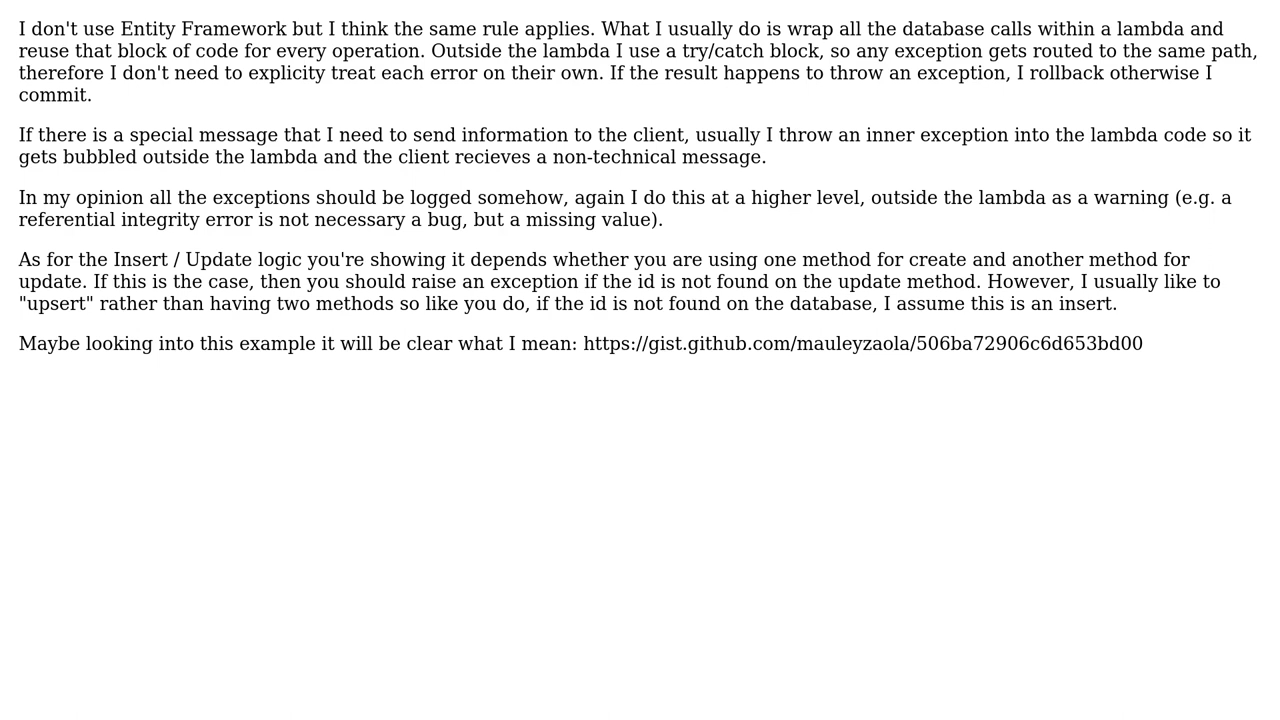 I don't use Entity Framework but I think the same rule applies. What I usually do is wrap all the database calls within a lambda and
reuse that block of code for every operation. Outside the lambda I use a try/catch block, so any exception gets routed to the same path,
therefore I don't need to explicity treat each error on their own. If the result happens to throw an exception, I rollback otherwise I
commit.
If there is a special message that I need to send information to the client, usually I throw an inner exception into the lambda code so it
gets bubbled outside the lambda and the client recieves a non-technical message.
In my opinion all the exceptions should be logged somehow, again I do this at a higher level, outside the lambda as a warning (e.g. a
referential integrity error is not necessary a bug, but a missing value).
As for the Insert / Update logic you're showing it depends whether you are using one method for create and another method for
update. If this is the case, then you should raise an exception if the id is not found on the update method. However, I usually like to
"upsert" rather than having two methods so like you do, if the id is not found on the database, I assume this is an insert.
Maybe looking into this example it will be clear what I mean: https://gist.github.com/mauleyzaola/506ba72906c6d653bd00